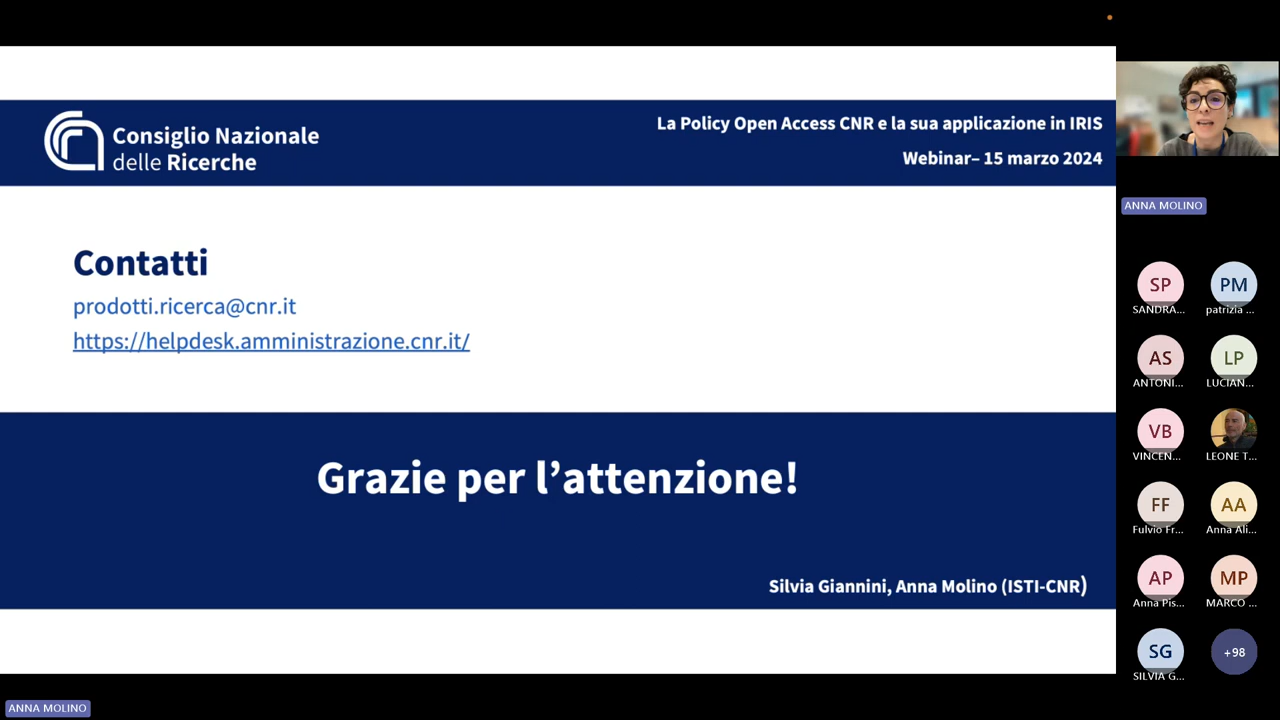 Consiglio Nazionale
delle Ricerche
La Policy Open Access CNR e la sua applicazione in IRIS
Webinar– 15 marzo 2024
Contatti
prodotti.ricerca@cnr.it
https://helpdesk.amministrazione.cnr.it/
Grazie per l’attenzione!
Silvia Giannini, Anna Molino (ISTI-CNR)
ANNA MOLINO
SP
SANDRA...
PM
patrizia ...
AS
ANTONI...
LP
LUCIAN...
VB
VINCEN...
LEONE T...
FF
Fulvio Fr...
AA
Anna Ali...
AP
Anna Pis...
MP
MARCO ...
SG
SILVIA G...
+98
ANNA MOLINO